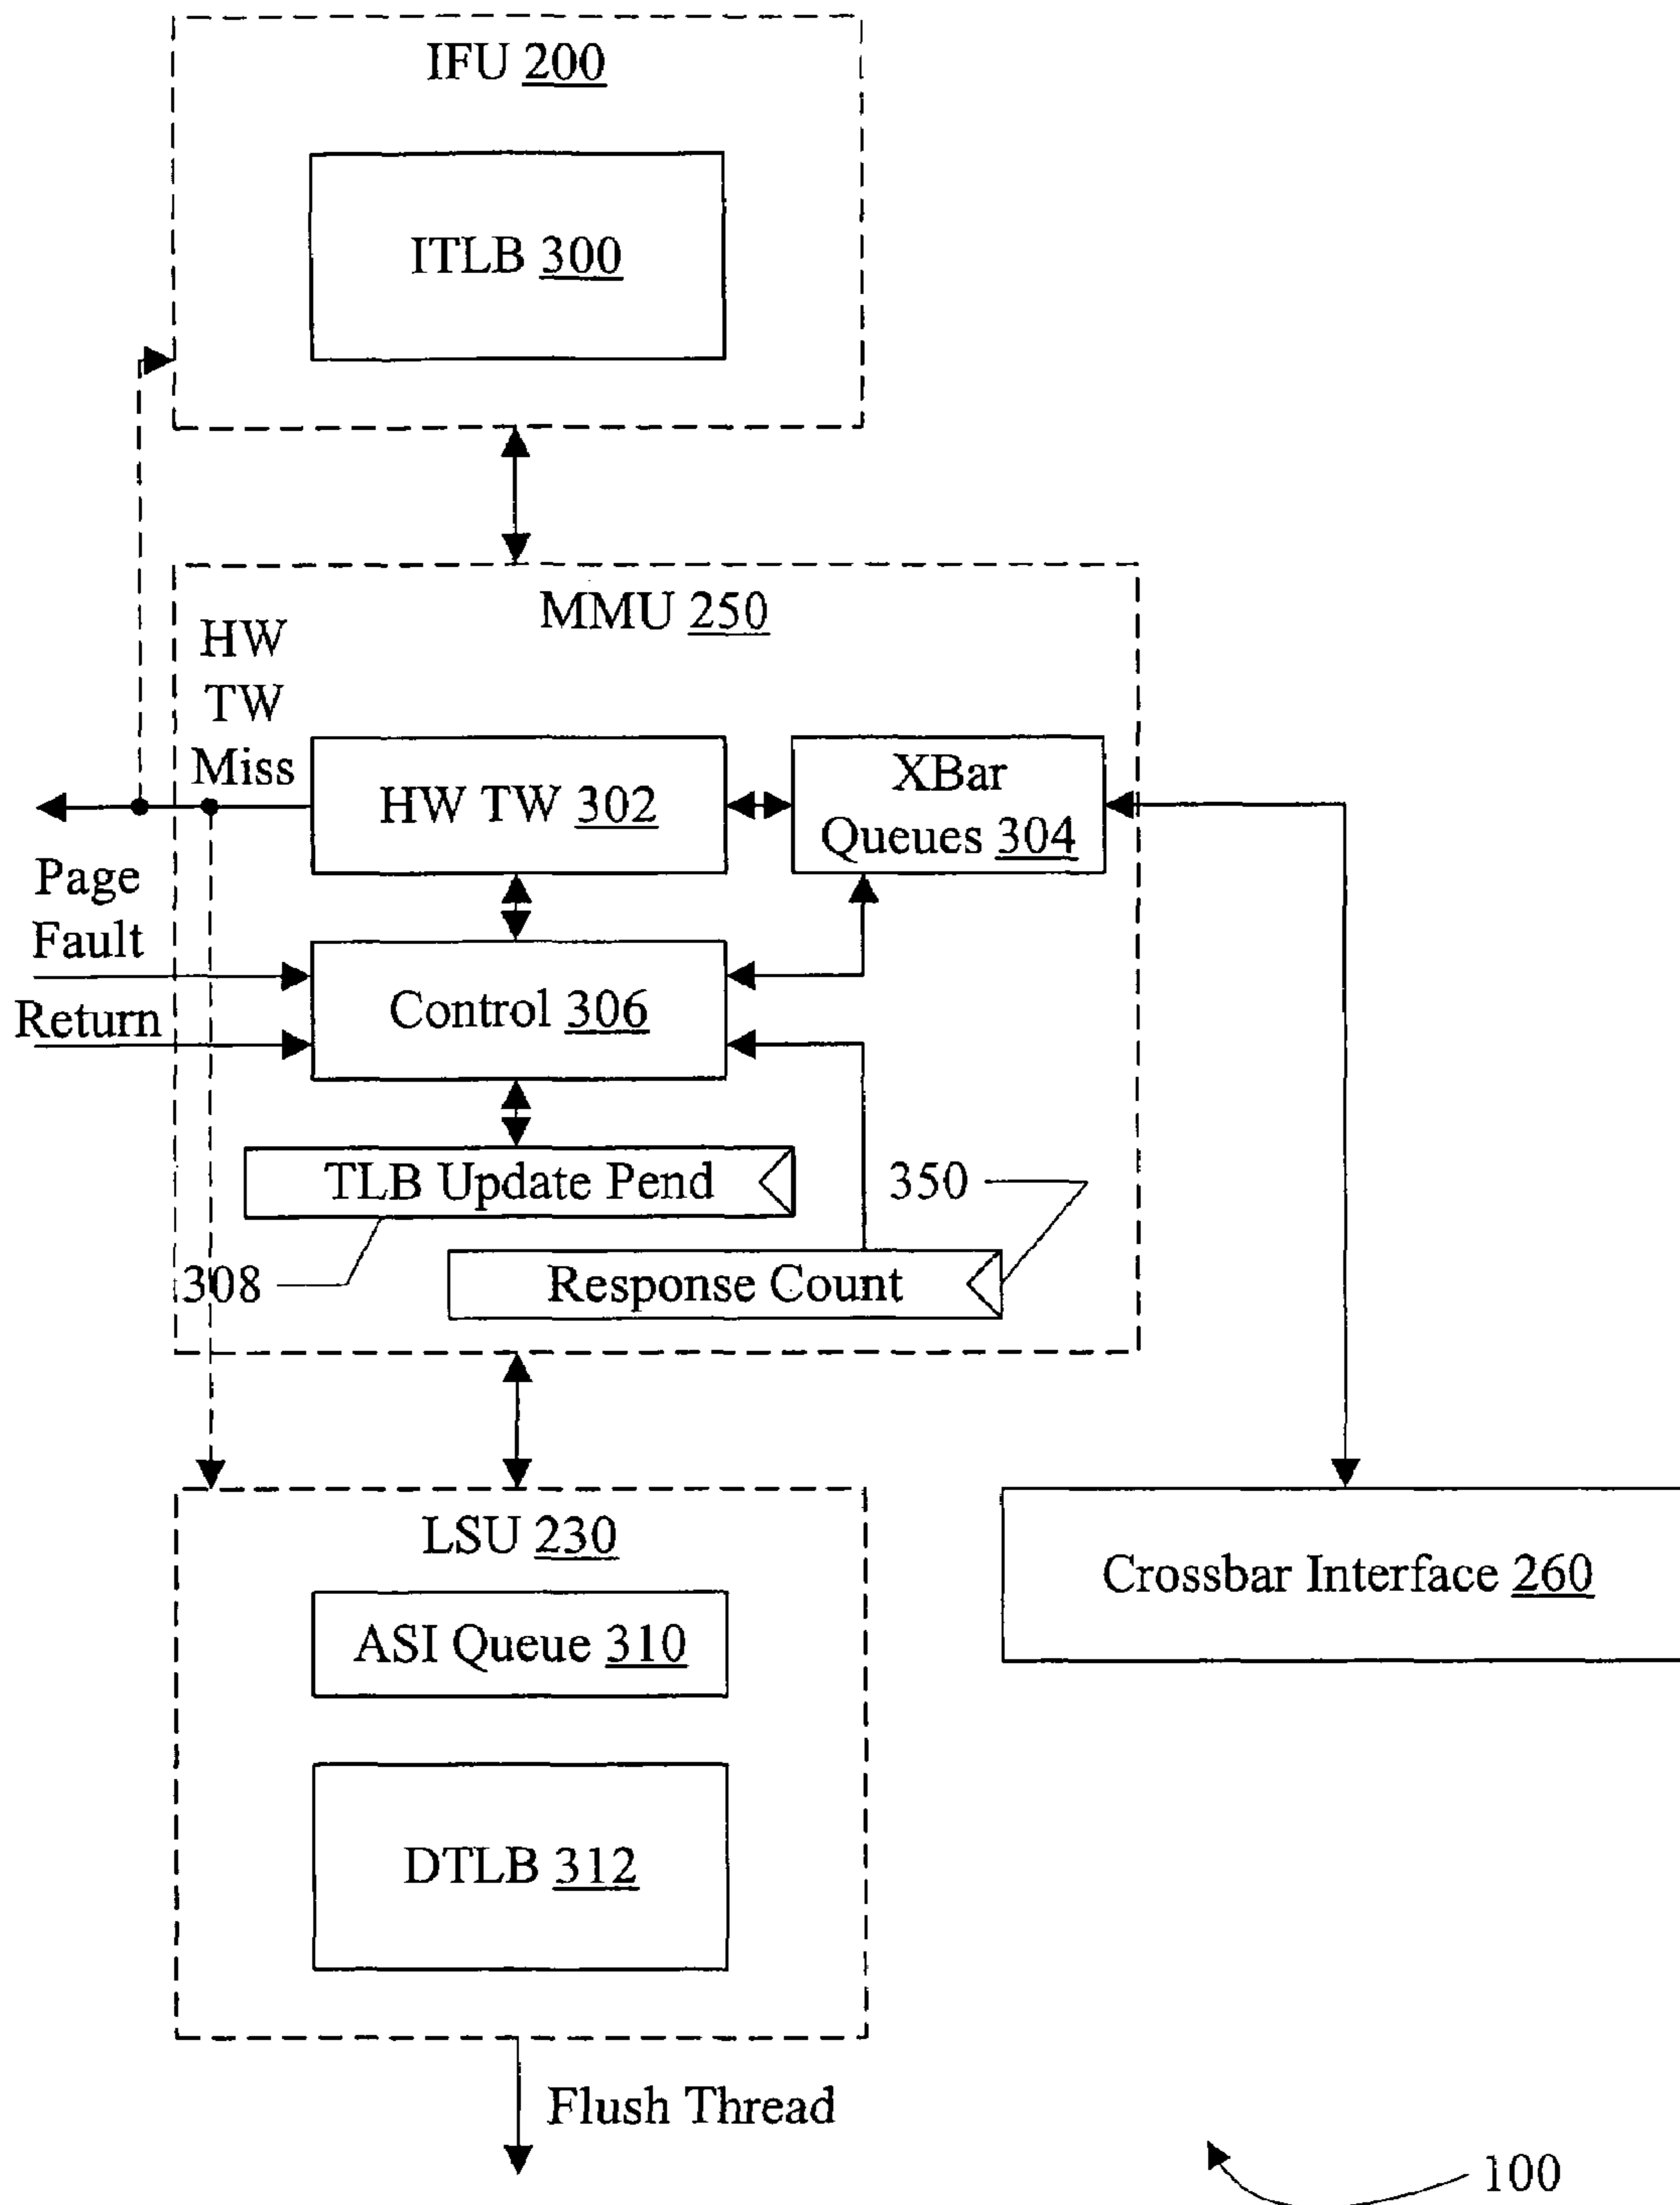 IFU 200
ITLB 300
MMU 250
HW
TW
Miss
HW TW 302
XBar
Queues 304
Page
Fault
Return
Control 306
TLB Update Pend
350
308
Response Count
LSU 230
ASI Queue 310
Crossbar Interface 260
DTLB 312
Flush Thread
100